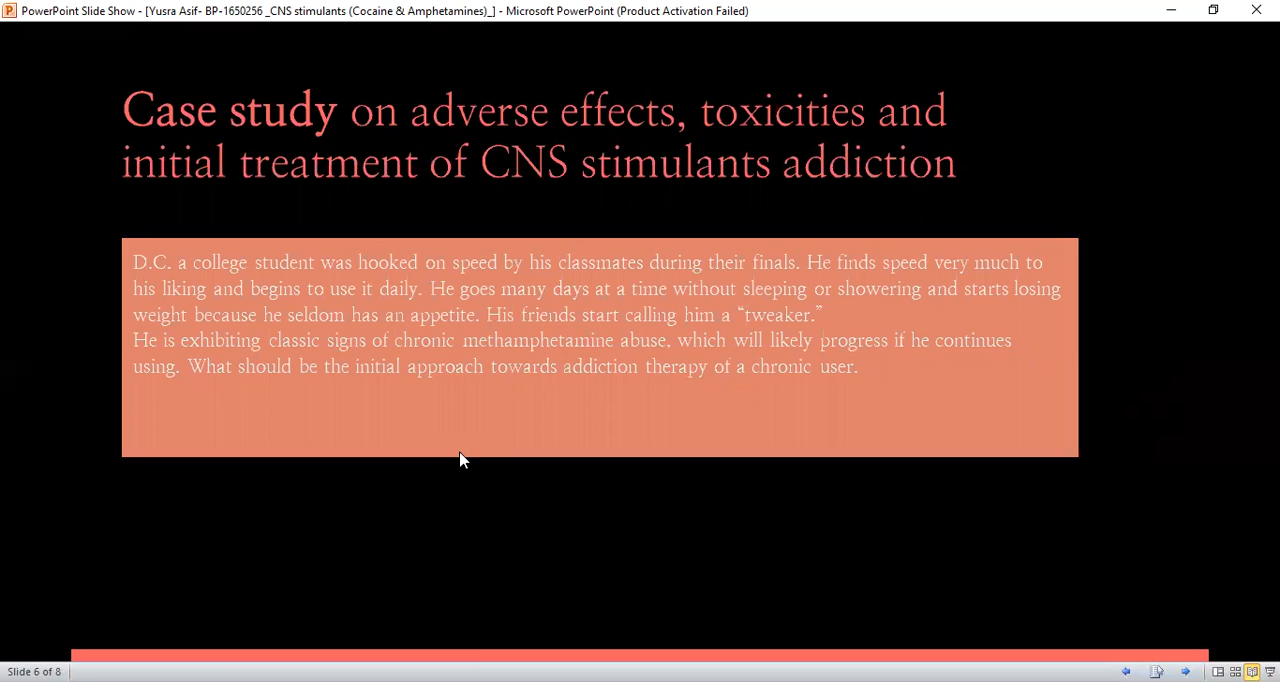 PowerPoint Slide Show - [Yusra Asif- BP-1650256 _CNS stimulants (Cocaine & Amphetamines)_] - Microsoft PowerPoint (Product Activation Failed)
Case study on adverse effects, toxicities and
initial treatment of CNS stimulants addiction
D.C. a college student was hooked on speed by his classmates during their finals. He finds speed very much to
his liking and begins to use it daily. He goes many days at a time without sleeping or showering and starts losing
weight because he seldom has an appetite. His friends start calling him a “tweaker.”
He is exhibiting classic signs of chronic methamphetamine abuse, which will likely progress if he continues
using. What should be the initial approach towards addiction therapy of a chronic user.
Slide 6 of 8